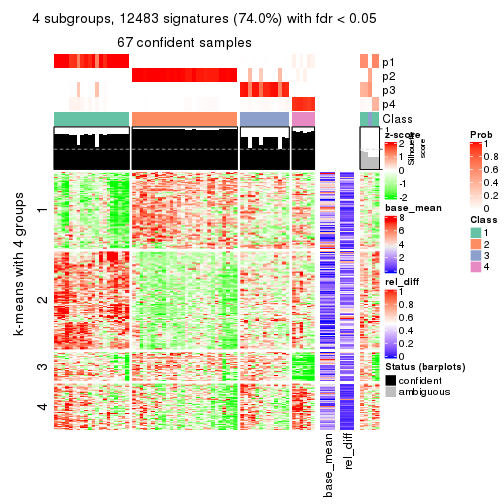 4 subgroups, 12483 signatures (74.0%) with fdr < 0.05
67 confident samples
p1
p2
p3
p4
Class
1
Silhouette score
k-means with 4 groups
1
2
3
4
base_mean
rel_diff
z-score
2
1
0
-1
-2
base_mean
8
6
4
2
0
rel_diff
1
0.8
0.6
0.4
0.2
0
Status (barplots)
confident
ambiguous
Prob
1
0.8
0.6
0.4
0.2
0
Class
1
2
3
4